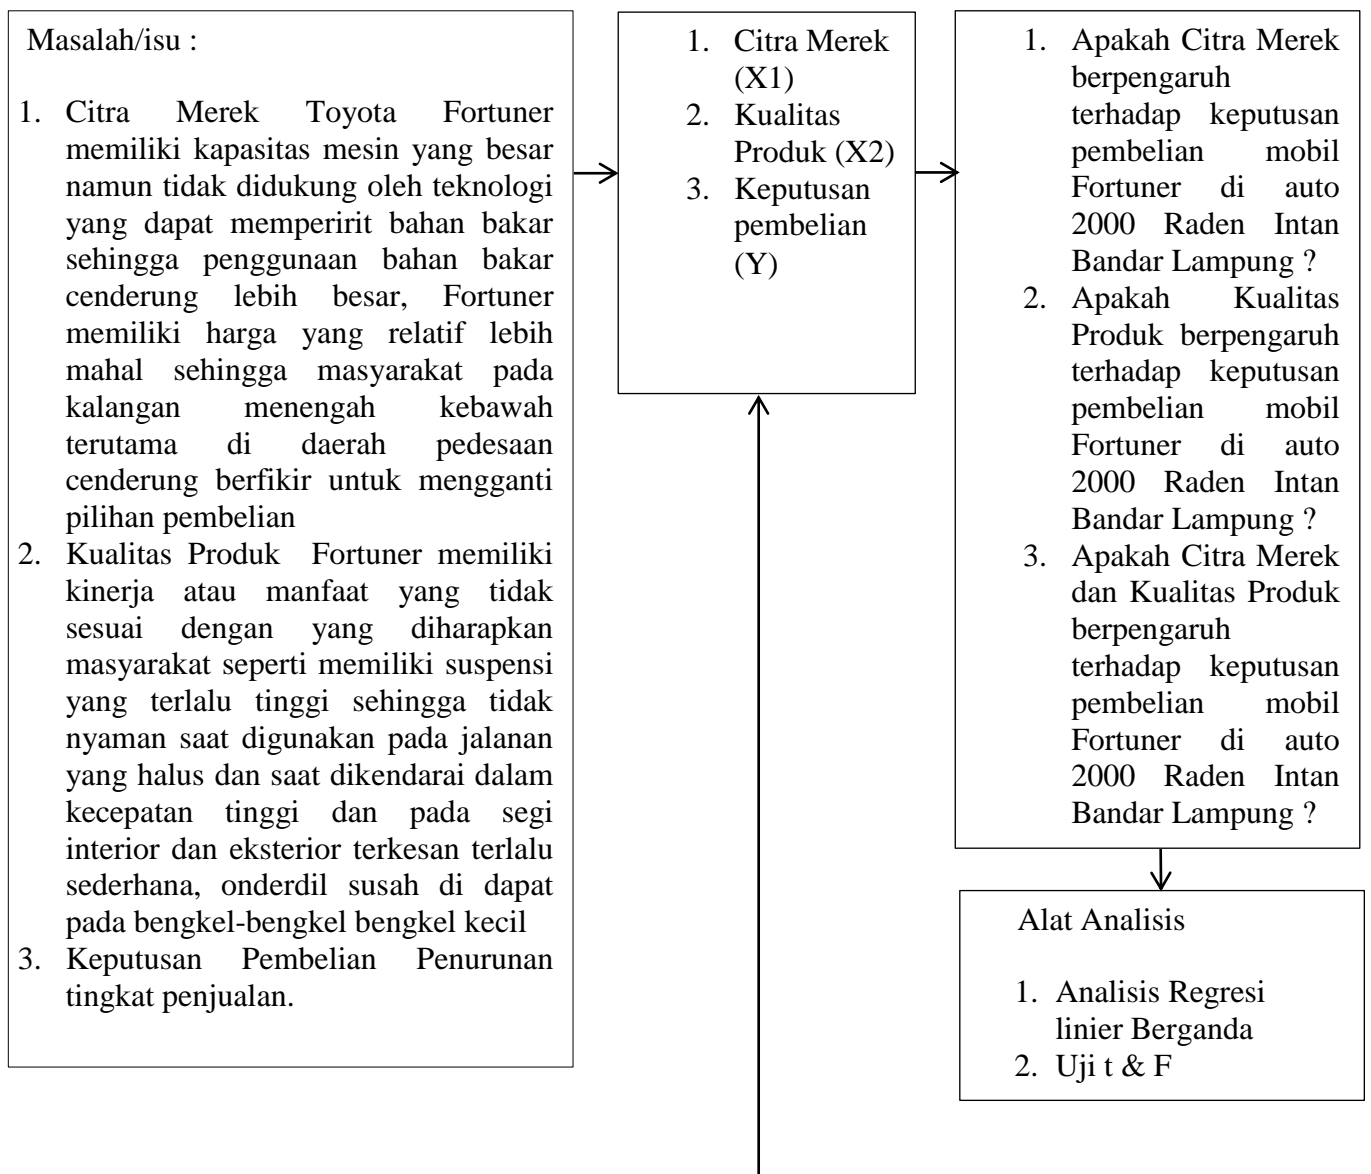 Masalah/isu :
1. Citra Merek Toyota Fortuner
memiliki kapasitas mesin yang besar
namun tidak didukung oleh teknologi
yang dapat memperirit bahan bakar
sehingga penggunaan bahan bakar
cenderung lebih besar, Fortuner
memiliki harga yang relatif lebih
mahal sehingga masyarakat pada
kalangan menengah kebawah
terutama di daerah pedesaan
cenderung berfikir untuk mengganti
pilihan pembelian
2. Kualitas Produk Fortuner memiliki
kinerja atau manfaat yang tidak
sesuai dengan yang diharapkan
masyarakat seperti memiliki suspensi
yang terlalu tinggi sehingga tidak
nyaman saat digunakan pada jalanan
yang halus dan saat dikendarai dalam
kecepatan tinggi dan pada segi
interior dan eksterior terkesan terlalu
sederhana, onderdil susah di dapat
pada bengkel-bengkel bengkel kecil
3. Keputusan Pembelian Penurunan
tingkat penjualan.
1. Citra Merek
(X1)
2. Kualitas
Produk (X2)
3. Keputusan
pembelian
(Y)
1. Apakah Citra Merek
berpengaruh
terhadap keputusan
pembelian mobil
Fortuner di auto
2000 Raden Intan
Bandar Lampung ?
2. Apakah Kualitas
Produk berpengaruh
terhadap keputusan
pembelian mobil
Fortuner di auto
2000 Raden Intan
Bandar Lampung ?
3. Apakah Citra Merek
dan Kualitas Produk
berpengaruh
terhadap keputusan
pembelian mobil
Fortuner di auto
2000 Raden Intan
Bandar Lampung ?
Alat Analisis
1. Analisis Regresi
linier Berganda
2. Uji t & F